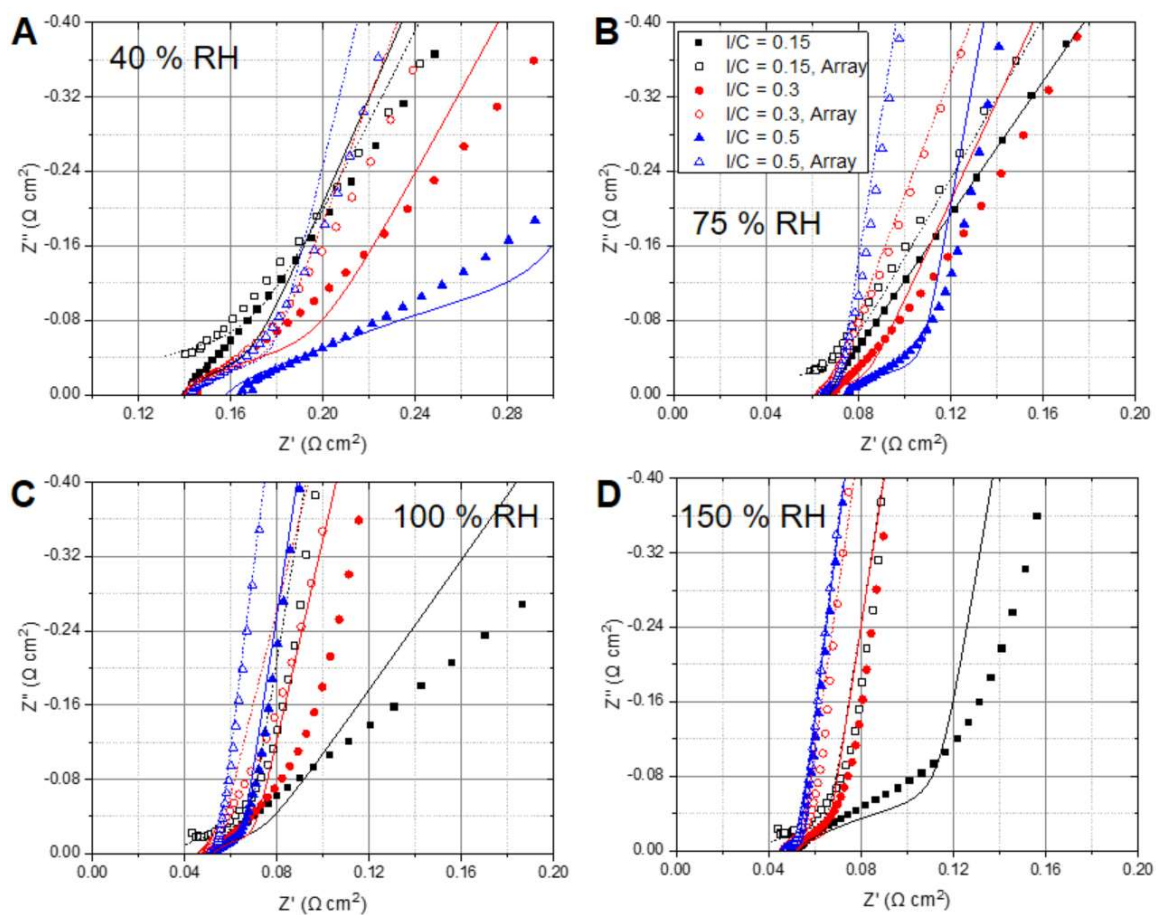 A
40 % RH
-0.40
-0.32
-0.24
-0.16
-0.08
0.00
Z'' (Ω cm²)
0.12 0.16 0.20 0.24 0.28
Z' (Ω cm²)
B
75 % RH
I/C = 0.15
I/C = 0.15, Array
I/C = 0.3
I/C = 0.3, Array
I/C = 0.5
I/C = 0.5, Array
-0.40
-0.32
-0.24
-0.16
-0.08
0.00
Z'' (Ω cm²)
0.00 0.04 0.08 0.12 0.16 0.20
Z' (Ω cm²)
C
100 % RH
-0.40
-0.32
-0.24
-0.16
-0.08
0.00
Z'' (Ω cm²)
0.00 0.04 0.08 0.12 0.16 0.20
Z' (Ω cm²)
D
150 % RH
-0.40
-0.32
-0.24
-0.16
-0.08
0.00
Z'' (Ω cm²)
0.00 0.04 0.08 0.12 0.16 0.20
Z' (Ω cm²)